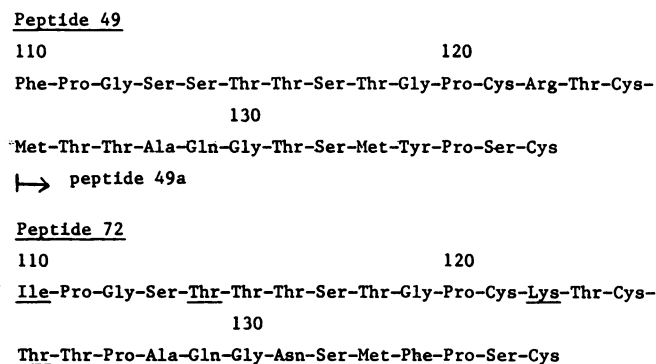 Peptide 49
110 120
Phe-Pro-Gly-Ser-Ser-Thr-Thr-Ser-Thr-Gly-Pro-Cys-Arg-Thr-Cys-
130
Met-Thr-Thr-Ala-Gln-Gly-Thr-Ser-Met-Tyr-Pro-Ser-Cys
peptide 49a
Peptide 72
110 120
Ile-Pro-Gly-Ser-Thr-Thr-Thr-Ser-Thr-Gly-Pro-Cys-Lys-Thr-Cys-
130
Thr-Thr-Pro-Ala-Gln-Gly-Asn-Ser-Met-Phe-Pro-Ser-Cys